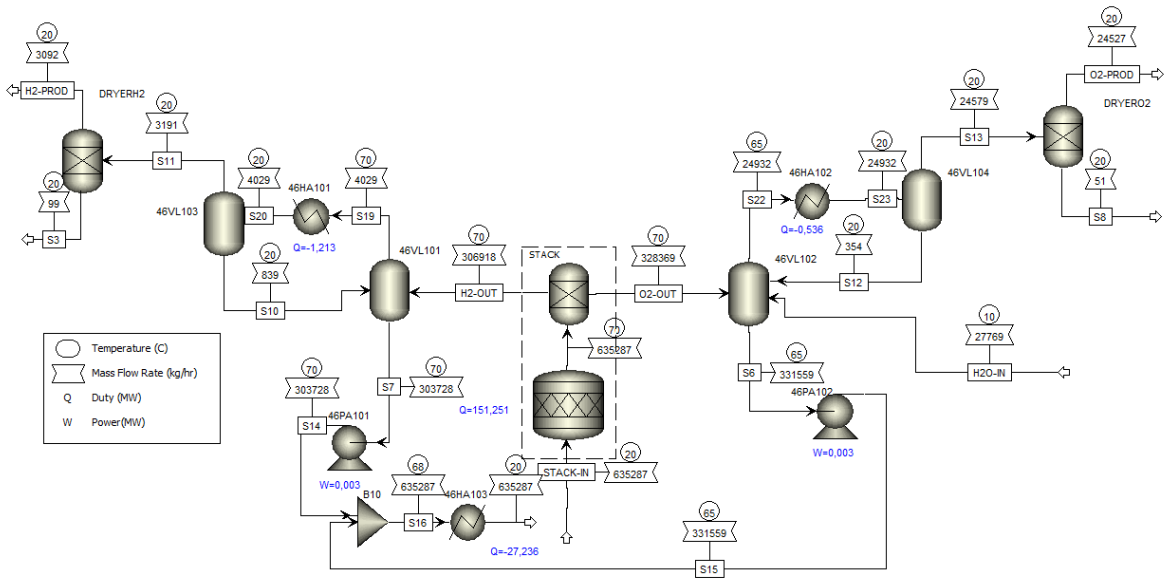 20
3092
H2-PROD
DRYERH2
20
3191
S11
20
99
S3
46VL103
20
4029
S20
46HA101
70
4029
S19
Q=-1,213
20
839
S10
46VL101
70
306918
H2-OUT
STACK
70
328369
O2-OUT
70
635287
65
24932
S22
46HA102
20
24932
S23
Q=-0,536
46VL104
20
354
S12
46VL102
20
24579
S13
20
24527
O2-PROD
DRYERO2
20
51
S8
10
27769
H2O-IN
Temperature (C)
Mass Flow Rate (kg/hr)
Q Duty (MW)
W Power(MW)
70
303728
S14
S7
70
303728
46PA101
W=0,003
Q=151,251
B10
68
635287
S16
46HA103
20
635287
Q=-27,236
STACK-IN
20
635287
S6
65
331559
46PA102
W=0,003
65
331559
S15